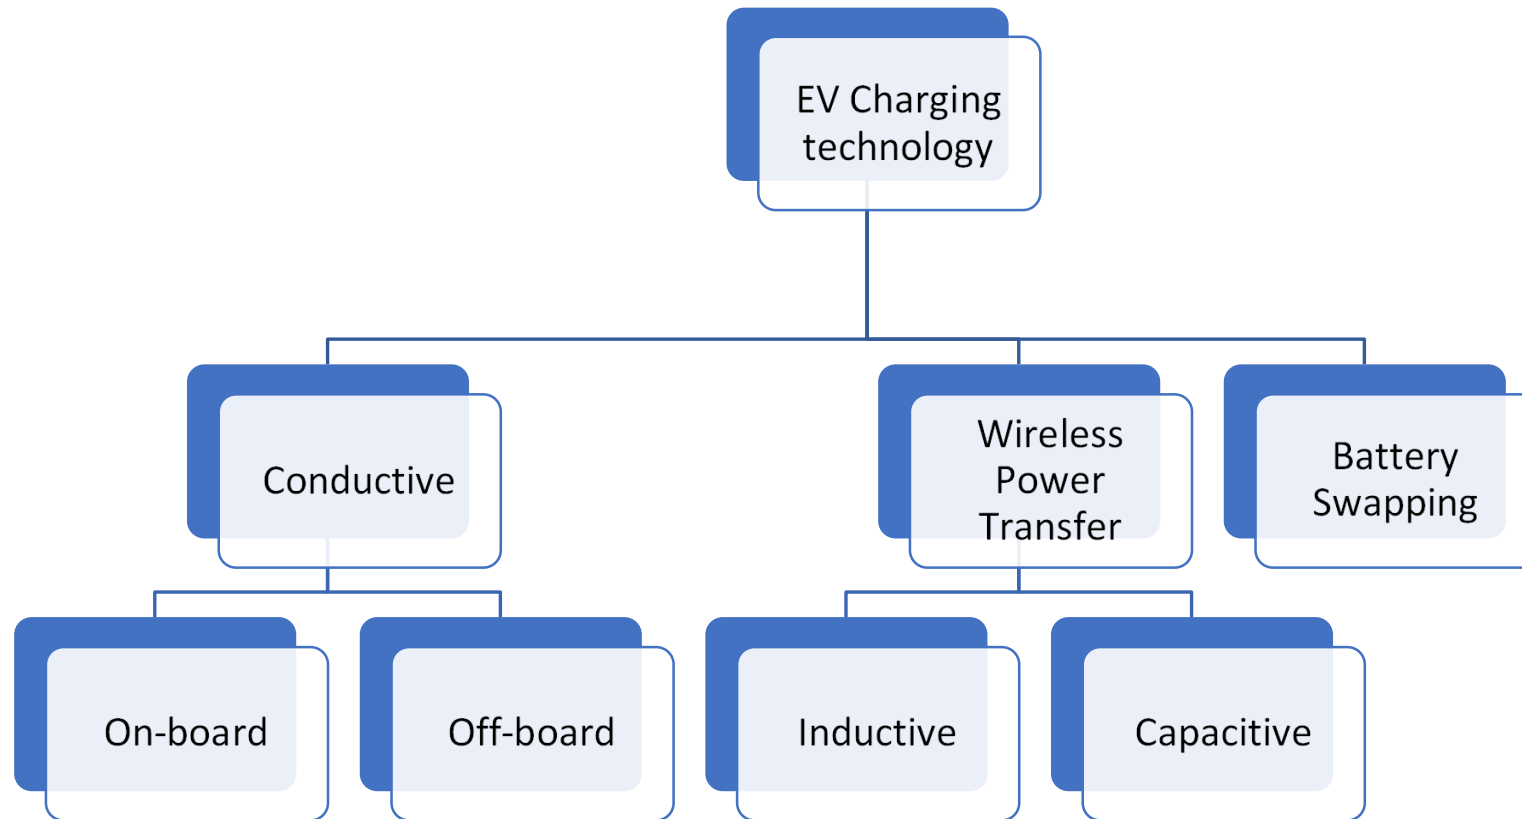 EV Charging
technology
Conductive
Wireless
Power
Transfer
Battery
Swapping
On-board
Off-board
Inductive
Capacitive